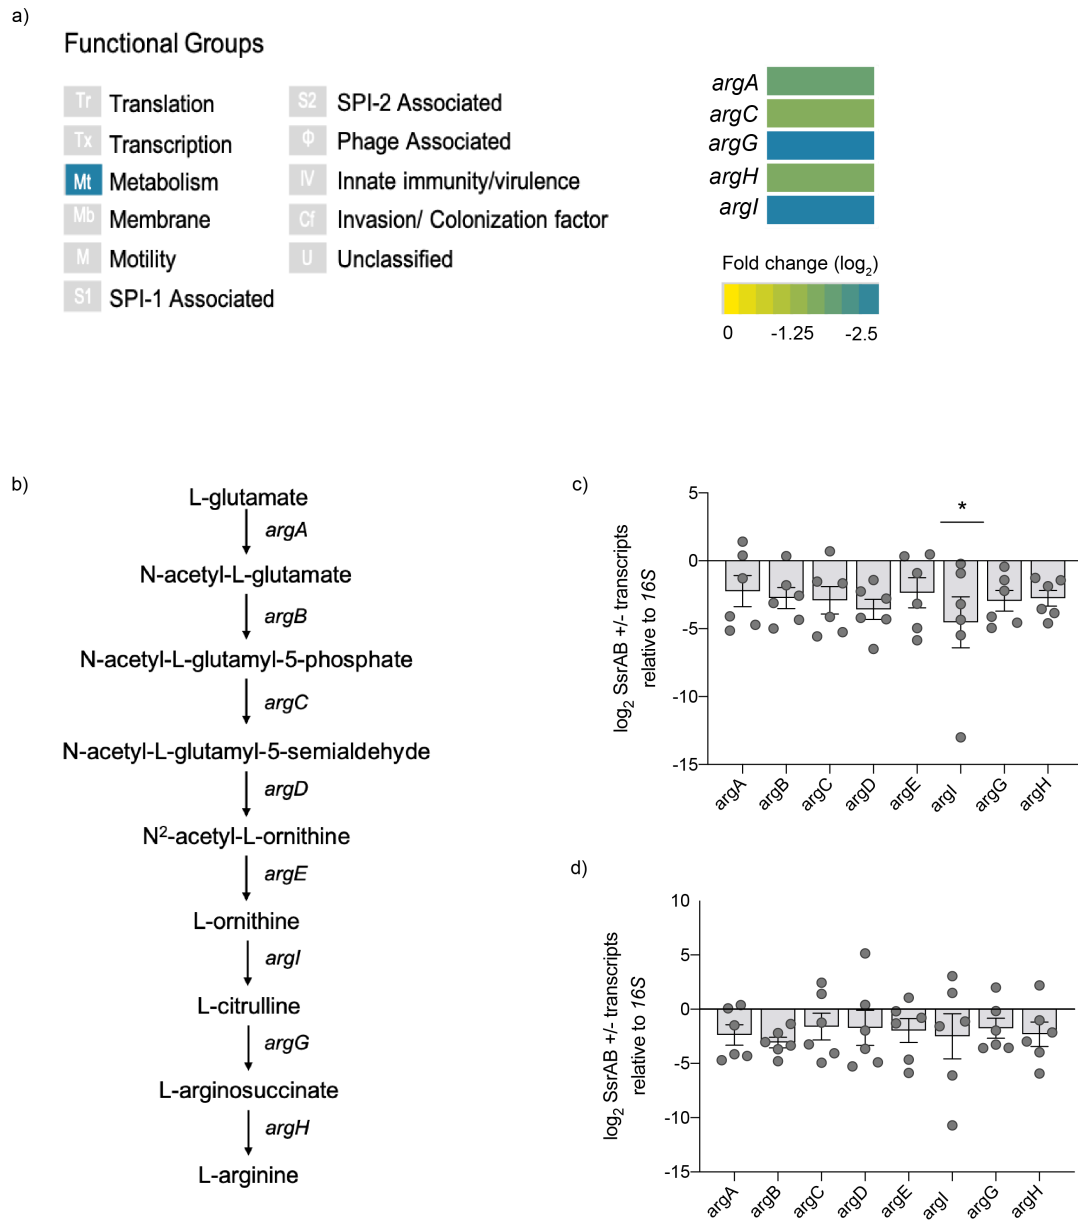 a)
Functional Groups
Tr Translation
Tx Transcription
Mt Metabolism
Mb Membrane
M Motility
S1 SPI-1 Associated
S2 SPI-2 Associated
Φ Phage Associated
IV Innate immunity/virulence
Cf Invasion/ Colonization factor
U Unclassified
argA
argC
argG
argH
argI
Fold change (log2)
0 -1.25 -2.5
b)
L-glutamate
argA
N-acetyl-L-glutamate
argB
N-acetyl-L-glutamyl-5-phosphate
argC
N-acetyl-L-glutamyl-5-semialdehyde
argD
N²-acetyl-L-ornithine
argE
L-ornithine
argI
L-citrulline
argG
L-arginosuccinate
argH
L-arginine
c)
log2 SsrAB +/- transcripts
relative to 16S
5
0
-5
-10
-15
*
argA argB argC argD argE argI argG argH
d)
log2 SsrAB +/- transcripts
relative to 16S
10
5
0
-5
-10
-15
argA argB argC argD argE argI argG argH